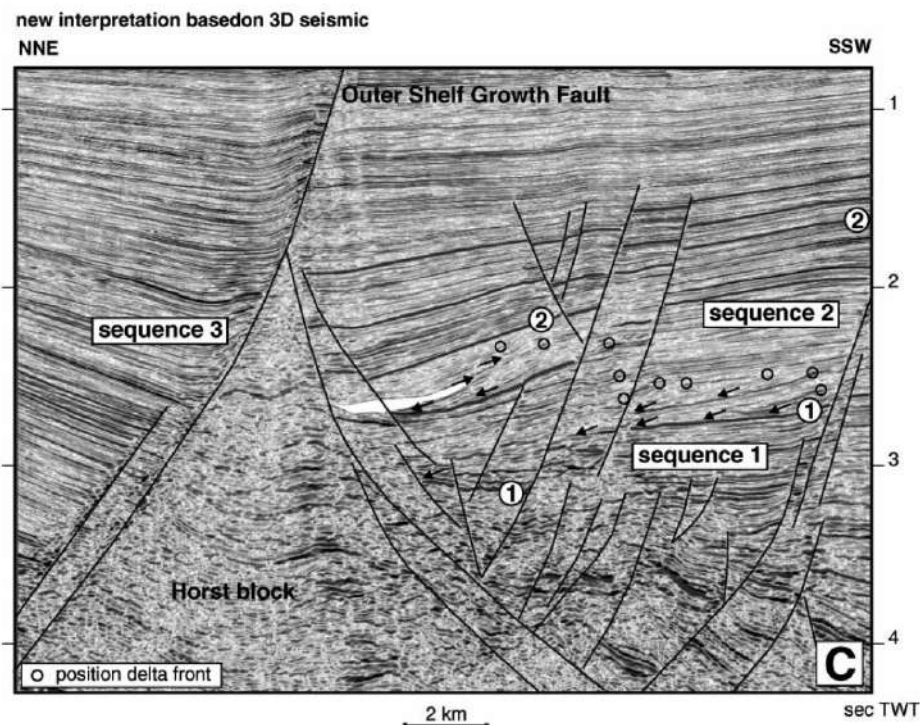 new interpretation basedon 3D seismic
NNE SSW
Outer Shelf Growth Fault
1
2
2
sequence 3
sequence 2
2
1
sequence 1
3
1
Horst block
4
C
position delta front
2 km
sec TWT